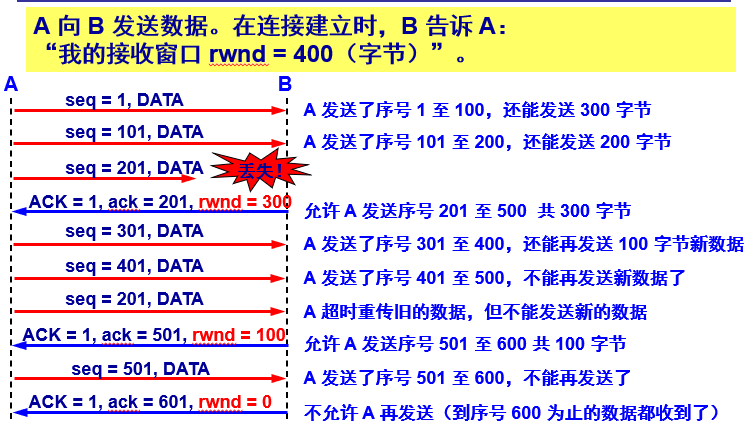 A 向 B 发送数据。在连接建立时，B 告诉 A：
“我的接收窗口 rwnd = 400（字节）”。
A
B
seq = 1, DATA
A 发送了序号 1 至 100，还能发送 300 字节
seq = 101, DATA
A 发送了序号 101 至 200，还能发送 200 字节
seq = 201, DATA
丢失！
ACK = 1, ack = 201, rwnd = 300
允许 A 发送序号 201 至 500 共 300 字节
seq = 301, DATA
A 发送了序号 301 至 400，还能再发送 100 字节新数据
seq = 401, DATA
A 发送了序号 401 至 500，不能再发送新数据了
seq = 201, DATA
A 超时重传旧的数据，但不能发送新的数据
ACK = 1, ack = 501, rwnd = 100
允许 A 发送序号 501 至 600 共 100 字节
seq = 501, DATA
A 发送了序号 501 至 600，不能再发送了
ACK = 1, ack = 601, rwnd = 0
不允许 A 再发送（到序号 600 为止的数据都收到了）